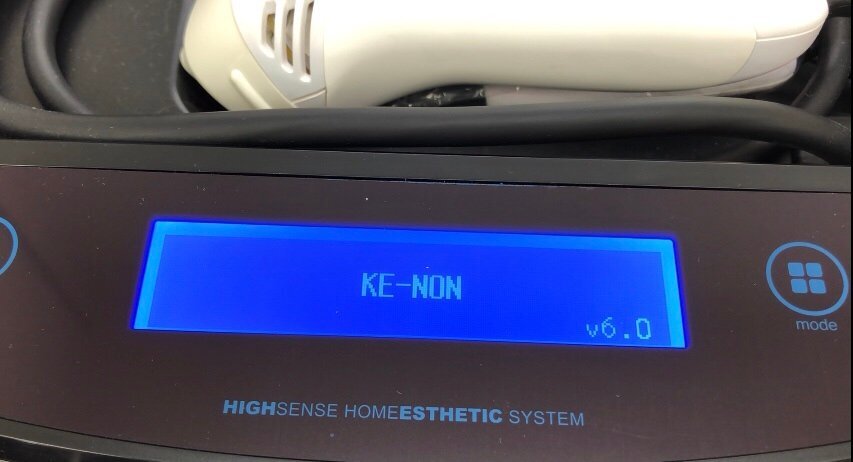 KE-NON
v6.0
mode
HIGHSENSE HOMEESTHETIC SYSTEM